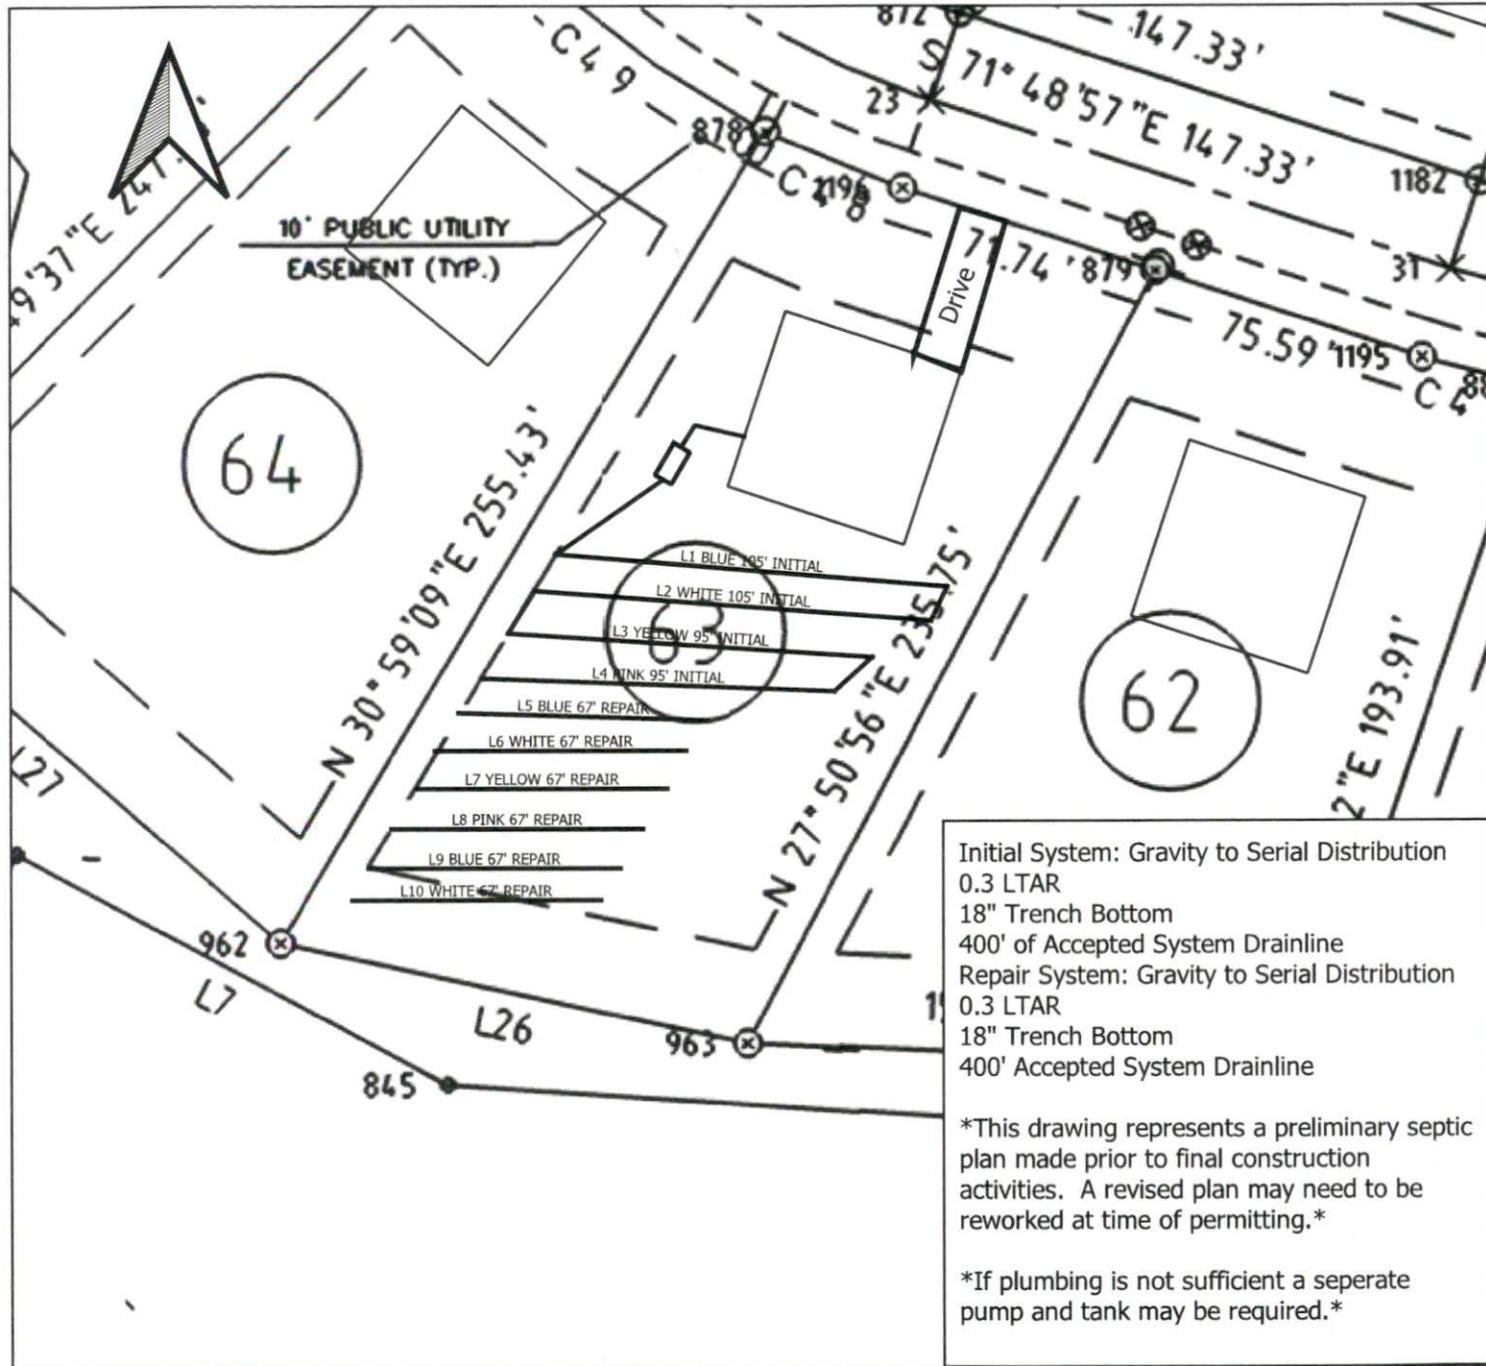 872
147.33'
C49
S 71°48'57"E 147.33'
23
878
C48
1196
1182
10' PUBLIC UTILITY
EASEMENT (TYP.)
71.74'
879
31
Drive
75.59'
1195
C4
49'37"E 247.
64
N 30°59'09"E 255.43'
L1 BLUE 105' INITIAL
L2 WHITE 105' INITIAL
63
L3 YELLOW 95' INITIAL
L4 PINK 95' INITIAL
L5 BLUE 67' REPAIR
L6 WHITE 67' REPAIR
L7 YELLOW 67' REPAIR
L8 PINK 67' REPAIR
L9 BLUE 67' REPAIR
L10 WHITE 67' REPAIR
N 27°50'56"E 235.75'
62
2"E 193.91'
L27
962
L7
L26
963
845
Initial System: Gravity to Serial Distribution
0.3 LTAR
18" Trench Bottom
400' of Accepted System Drainline
Repair System: Gravity to Serial Distribution
0.3 LTAR
18" Trench Bottom
400' Accepted System Drainline
*This drawing represents a preliminary septic
plan made prior to final construction
activities. A revised plan may need to be
reworked at time of permitting.*
*If plumbing is not sufficient a seperate
pump and tank may be required.*